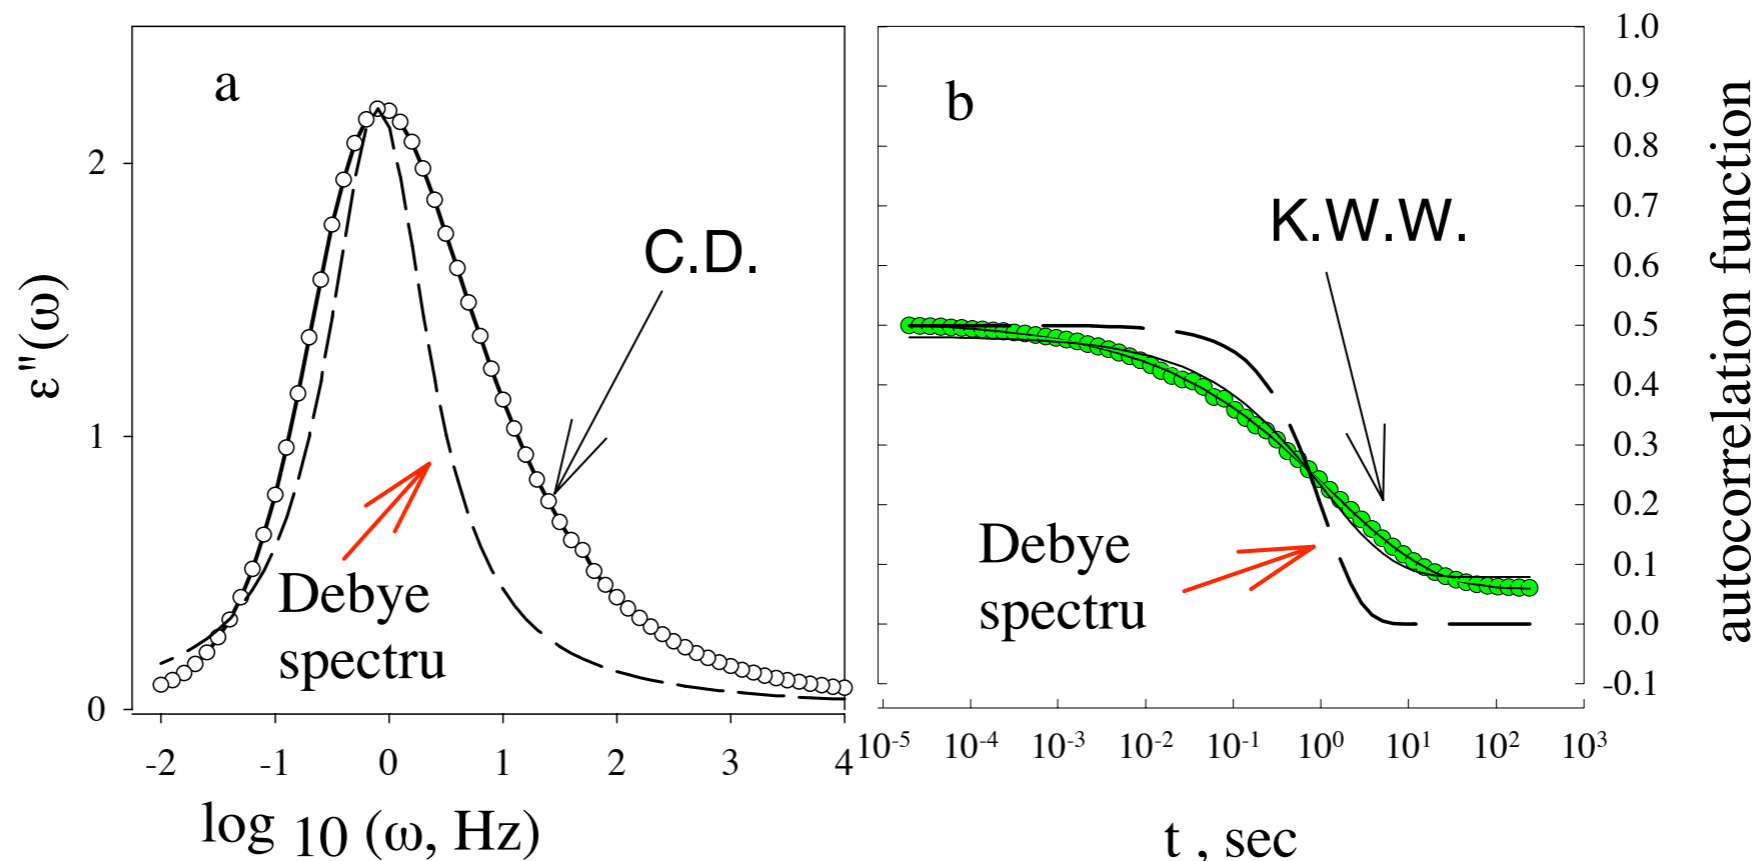 a
C.D.
Debye
spectru
ε"(ω)
2
1
0
-2 -1 0 1 2 3 4
log 10 (ω, Hz)
b
K.W.W.
Debye
spectru
1.0
0.9
0.8
0.7
0.6
0.5
0.4
0.3
0.2
0.1
0.0
-0.1
autocorrelation function
10⁻⁵ 10⁻⁴ 10⁻³ 10⁻² 10⁻¹ 10⁰ 10¹ 10² 10³
t , sec